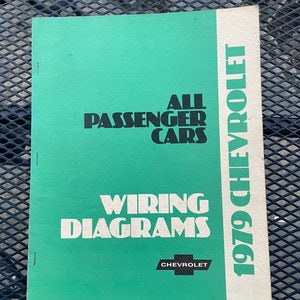 ALL
PASSENGER
CARS
WIRING
DIAGRAMS
CHEVROLET
1979 CHEVROLET